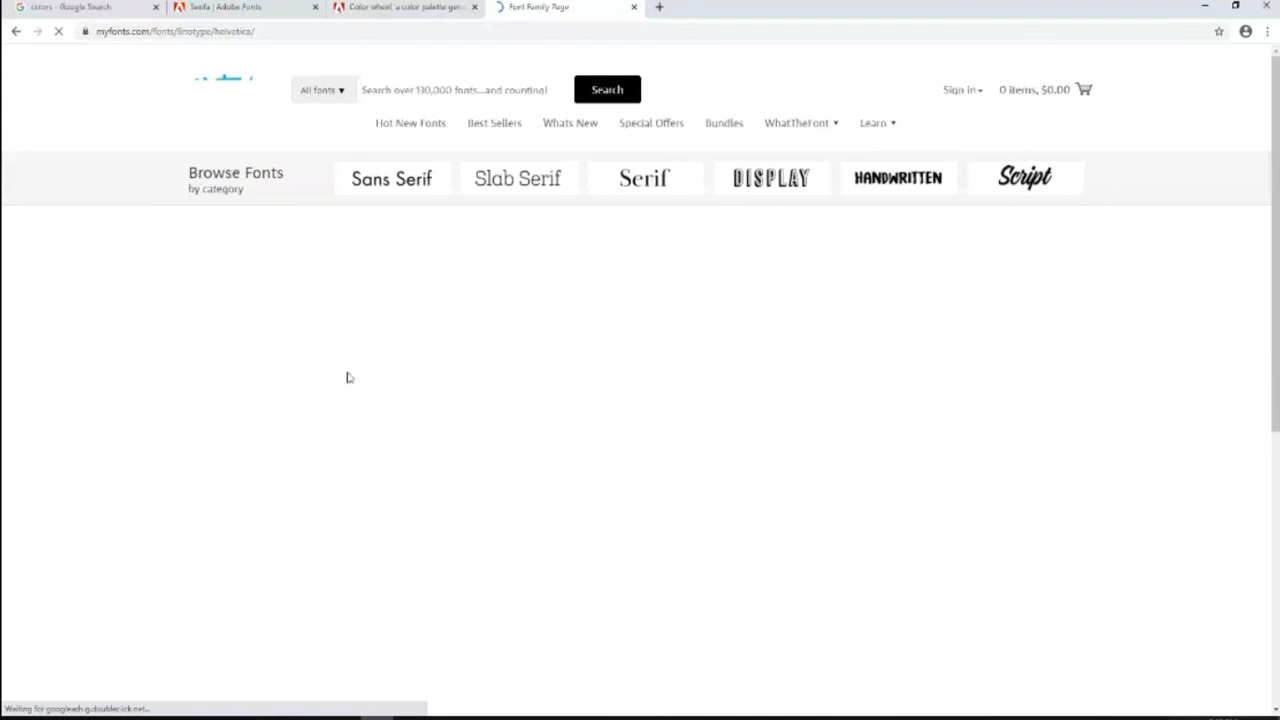 colors - Google Search
Serifa | Adobe Fonts
Color wheel, a color palette gen
Font Family Page
myfonts.com/fonts/linotype/helvetica/
All fonts ▼
Search over 130,000 fonts...and counting!
Search
Sign in
0 items, $0.00
Hot New Fonts
Best Sellers
Whats New
Special Offers
Bundles
WhatTheFont ▼
Learn ▼
Browse Fonts
by category
Sans Serif
Slab Serif
Serif
DISPLAY
HANDWRITTEN
Script
Waiting for googleads.g.doubleclick.net...